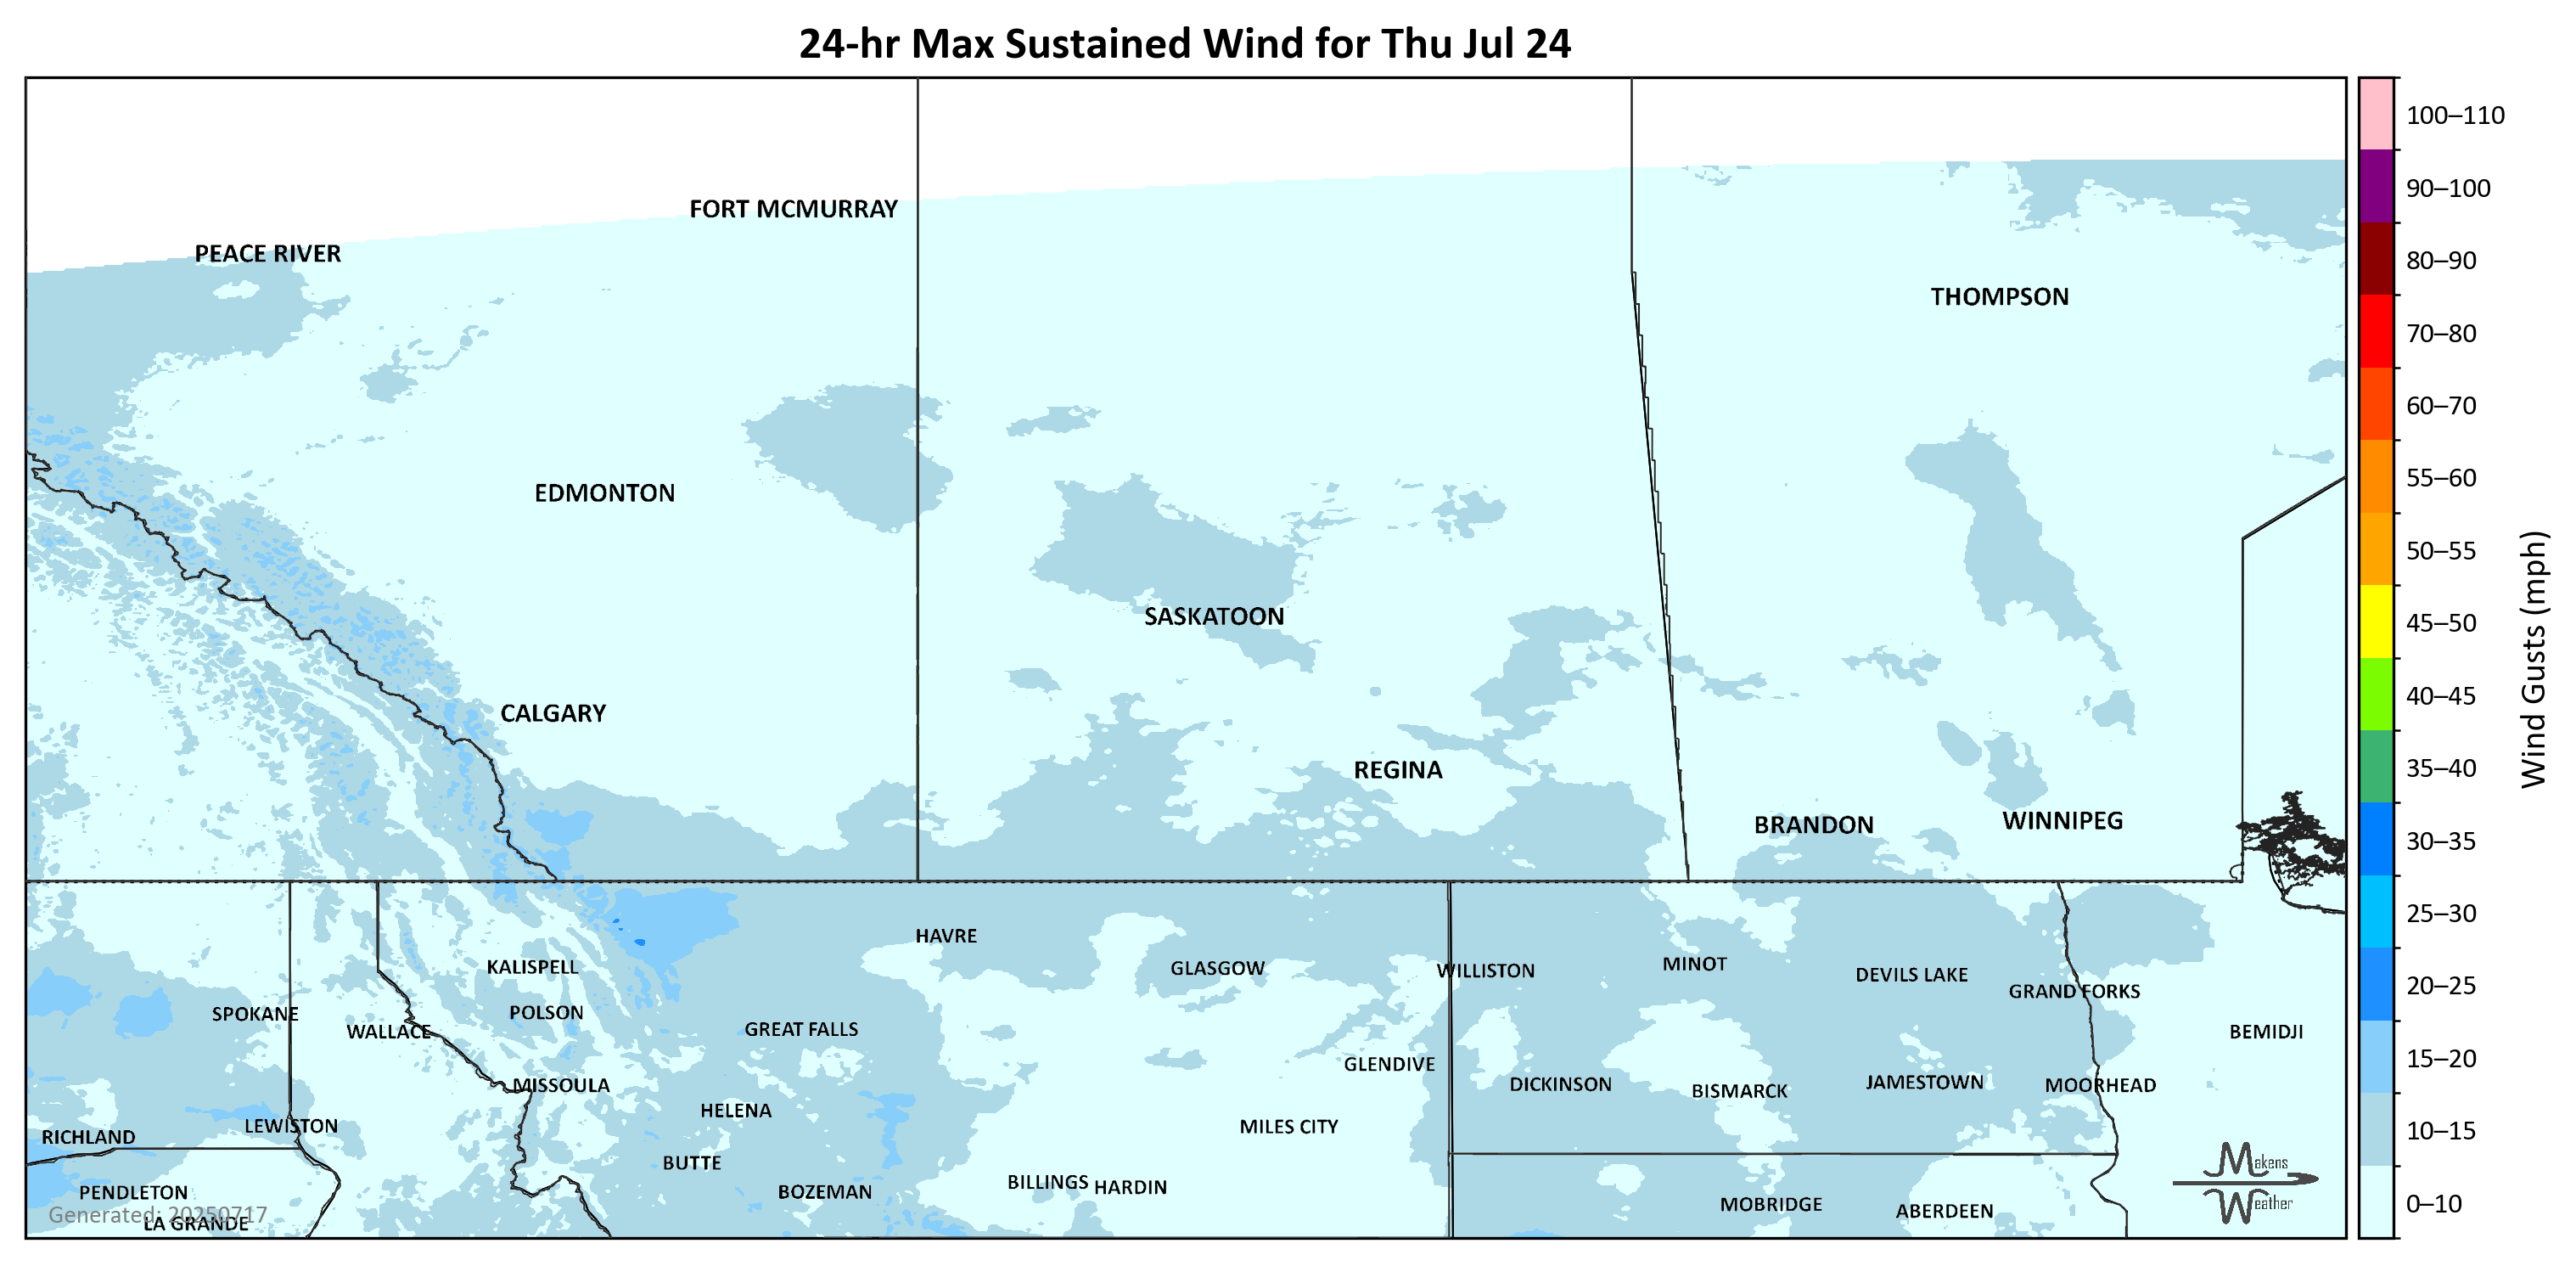 24-hr Max Sustained Wind for Thu Jul 24
FORT MCMURRAY
PEACE RIVER
THOMPSON
EDMONTON
SASKATOON
CALGARY
REGINA
BRANDON
WINNIPEG
HAVRE
KALISPELL
GLASGOW
WILLISTON
MINOT
DEVILS LAKE
GRAND FORKS
SPOKANE
POLSON
WALLACE
GREAT FALLS
BEMIDJI
GLENDIVE
MISSOULA
DICKINSON
BISMARCK
JAMESTOWN
MOORHEAD
HELENA
LEWISTON
MILES CITY
RICHLAND
BUTTE
PENDLETON
BOZEMAN
BILLINGS
HARDIN
MOBRIDGE
ABERDEEN
Generated: 20250717
LA GRANDE
Makens
Weather
100–110
90–100
80–90
70–80
60–70
55–60
50–55
45–50
40–45
35–40
30–35
25–30
20–25
15–20
10–15
0–10
Wind Gusts (mph)